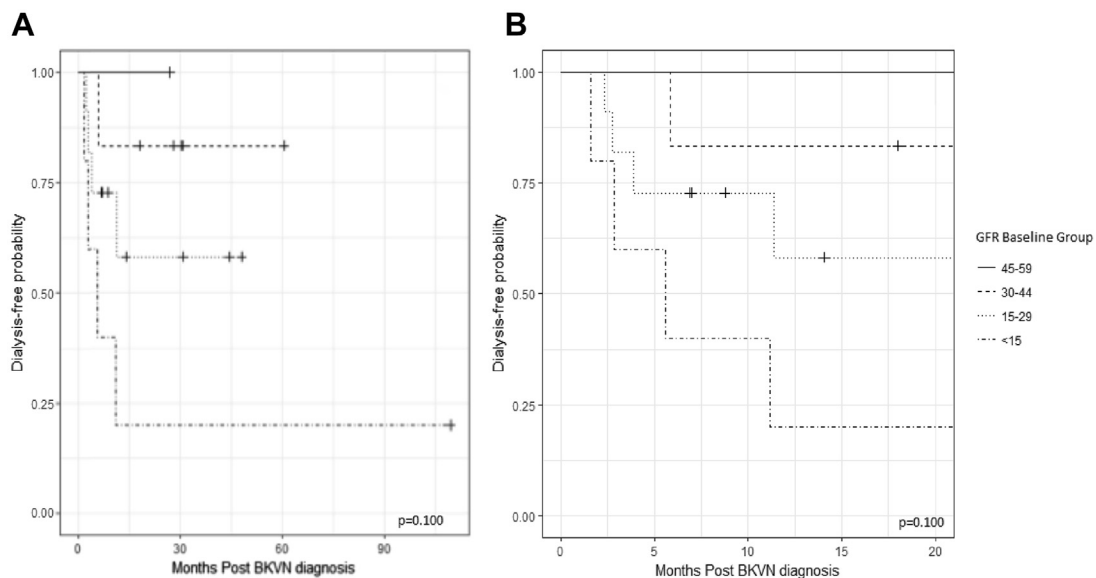 A
1.00
0.75
0.50
0.25
0.00
Dialysis-free probability
0
30
60
90
Months Post BKVN diagnosis
p=0.100
B
1.00
0.75
0.50
0.25
0.00
Dialysis-free probability
0
5
10
15
20
Months Post BKVN diagnosis
p=0.100
GFR Baseline Group
45-59
30-44
15-29
<15